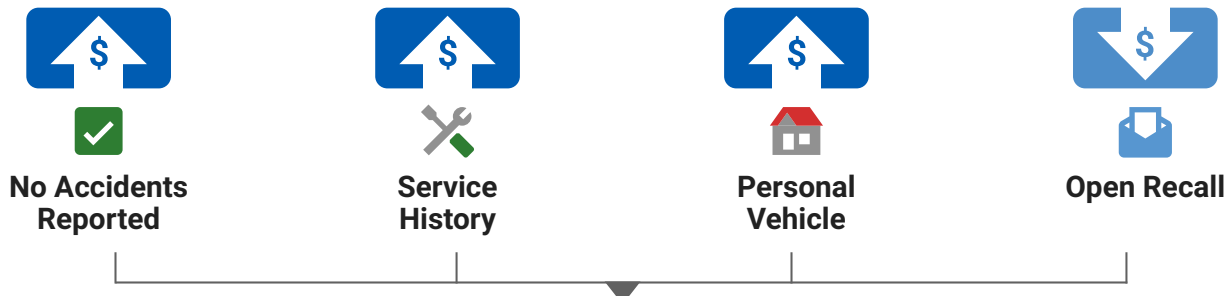 $
$
$
$
No Accidents
Reported
Service
History
Personal
Vehicle
Open Recall